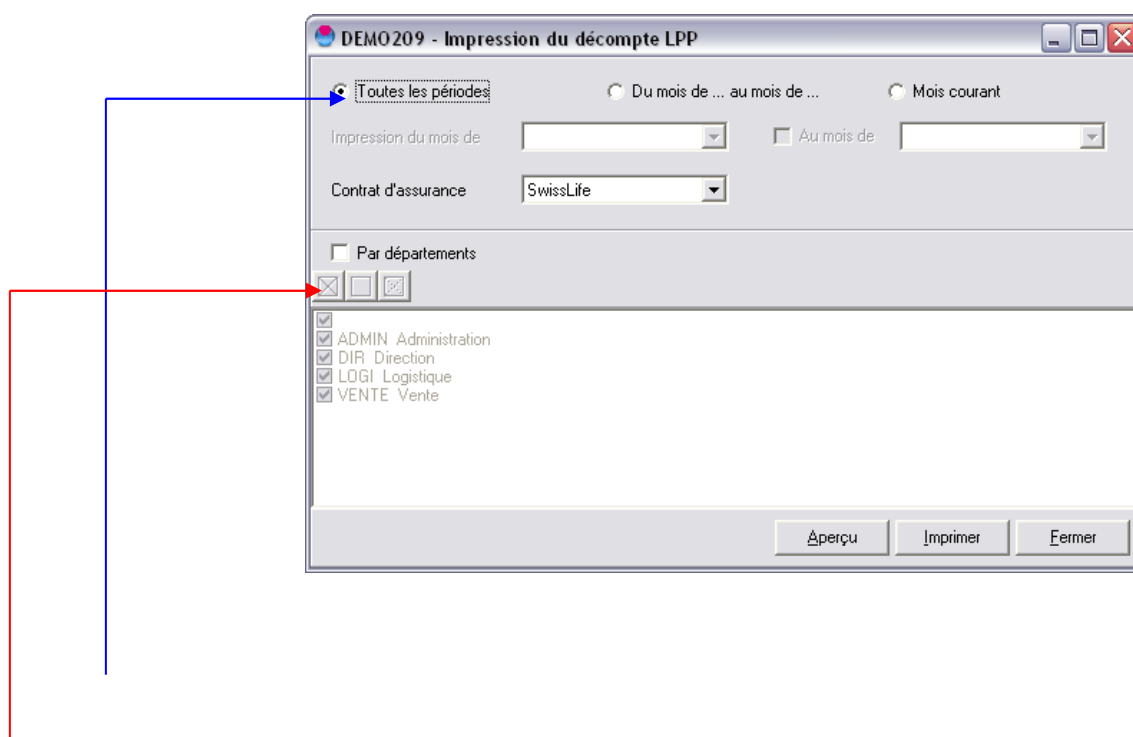 DEMO209 - Impression du décompte LPP
Toutes les périodes Du mois de ... au mois de ... Mois courant
Impression du mois de Au mois de
Contrat d'assurance SwissLife
Par départements
ADMIN Administration
DIR Direction
LOGI Logistique
VENTE Vente
Aperçu Imprimer Fermer